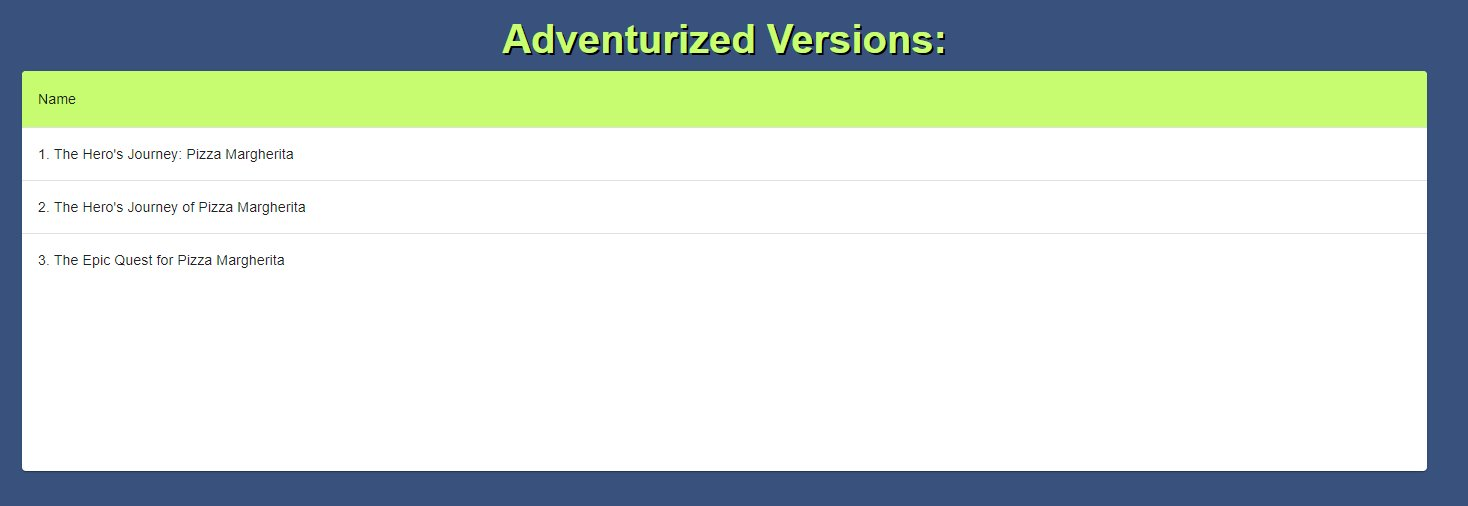 Adventurized Versions:
Name
1. The Hero's Journey: Pizza Margherita
2. The Hero's Journey of Pizza Margherita
3. The Epic Quest for Pizza Margherita